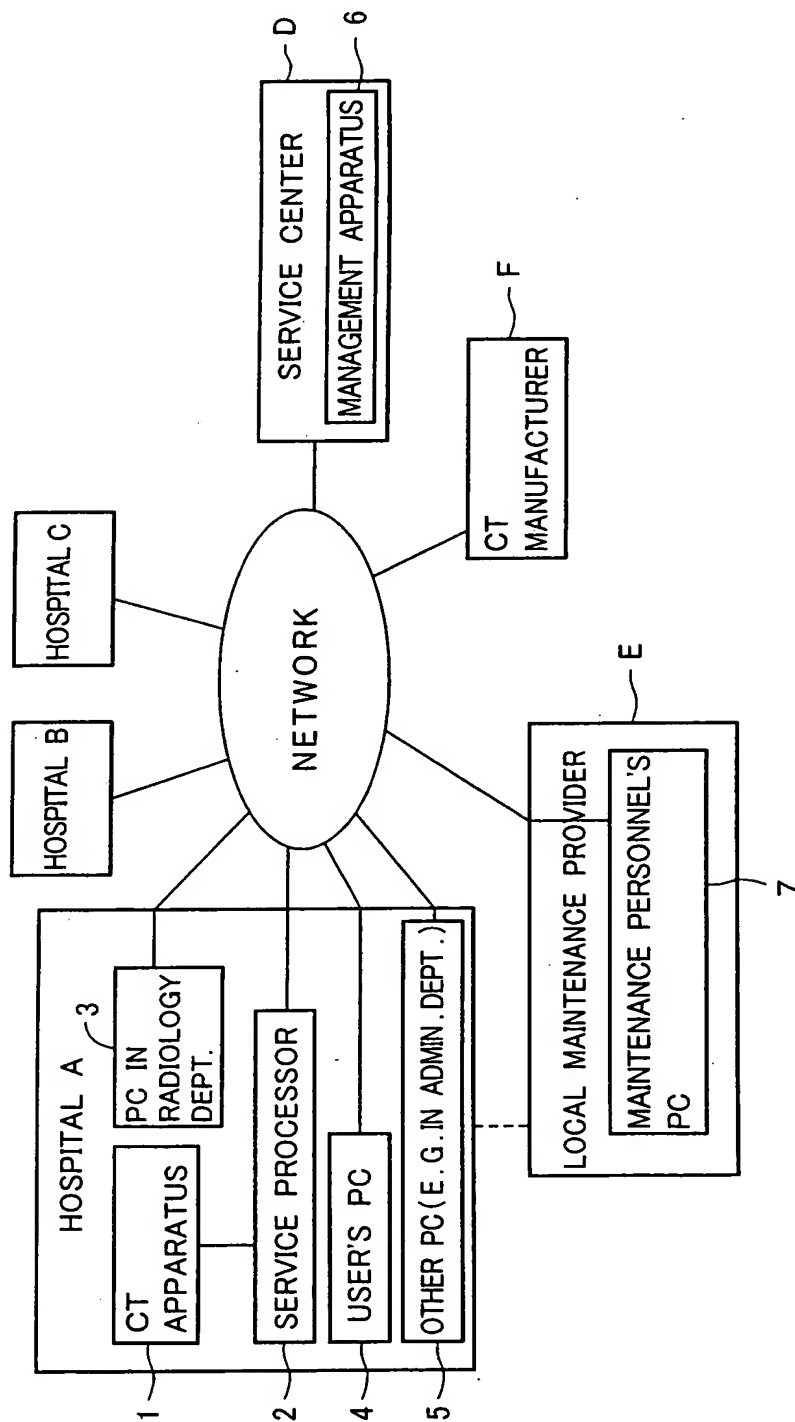 HOSPITAL A
CT
APPARATUS
1
PC IN
RADIOLOGY
DEPT.
3
SERVICE PROCESSOR
2
USER'S PC
4
OTHER PC(E.G.IN ADMIN.DEPT.)
5
HOSPITAL B
HOSPITAL C
NETWORK
SERVICE CENTER
MANAGEMENT APPARATUS
D
6
CT
MANUFACTURER
F
LOCAL MAINTENANCE PROVIDER
MAINTENANCE PERSONNEL'S
PC
E
7